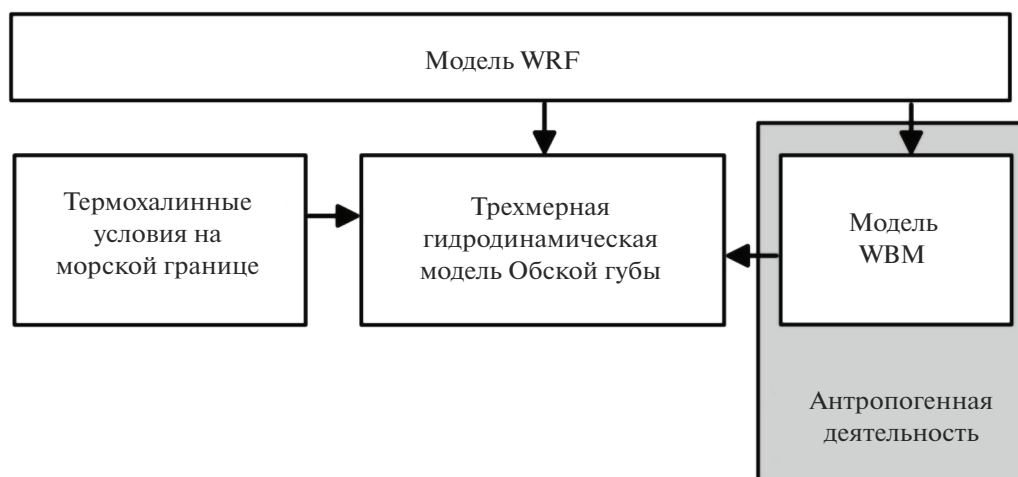 Модель WRF
Термохалинные
условия на
морской границе
Трехмерная
гидродинамическая
модель Обской губы
Модель
WBM
Антропогенная
деятельность